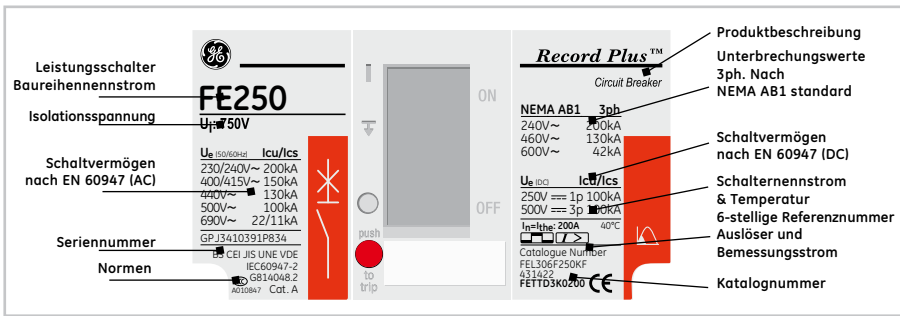 Leistungsschalter
Baureihennennstrom
Isolationsspannung
Schaltvermögen
nach EN 60947 (AC)
Seriennummer
Normen
GE
FE250
Ui: 750V
Ue (50/60Hz) Icu/Ics
230/240V~ 200kA
400/415V~ 150kA
440V~ 130kA
500V~ 100kA
690V~ 22/11kA
GPJ3410391P834
BS CEI JIS UNE VDE
IEC60947-2
G814048.2
A010847 Cat. A
ON
OFF
push
to
trip
Record Plus™
Circuit Breaker
NEMA AB1 3ph
240V~ 200kA
460V~ 130kA
600V~ 42kA
Ue (DC) Icu/Ics
250V 1p 100kA
500V 3p 100kA
In=Ithe: 200A 40°C
Catalogue Number
FEL306F250KF
431422
FETTD3K0200 CE
Produktbeschreibung
Unterbrechungswerte
3ph. Nach
NEMA AB1 standard
Schaltvermögen
nach EN 60947 (DC)
Schalternennstrom
& Temperatur
6-stellige Referenznummer
Auslöser und
Bemessungsstrom
Katalognummer